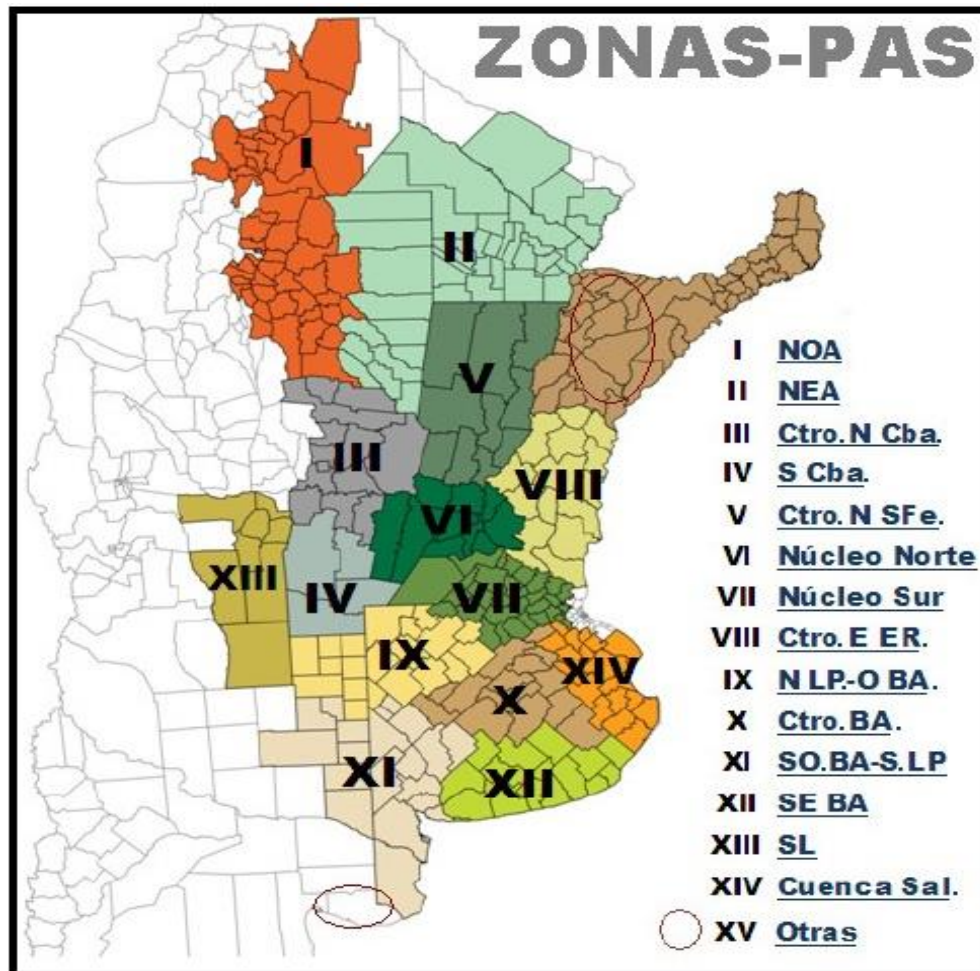 ZONAS-PAS
I
II
V
III
VIII
VI
XIII
IV
VII
IX
XIV
X
XI
XII
I NOA
II NEA
III Ctro. N Cba.
IV S Cba.
V Ctro. N SFe.
VI Núcleo Norte
VII Núcleo Sur
VIII Ctro. E ER.
IX N LP.-O BA.
X Ctro. BA.
XI SO.BA-S.LP
XII SE BA
XIII SL
XIV Cuenca Sal.
XV Otras